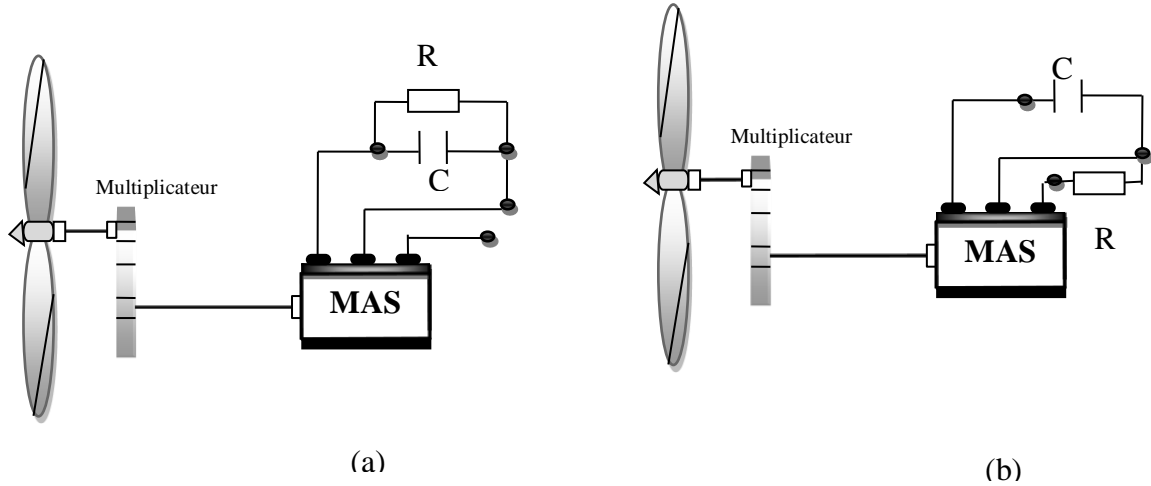 R
C
Multiplicateur
MAS
(a)
C
Multiplicateur
R
MAS
(b)